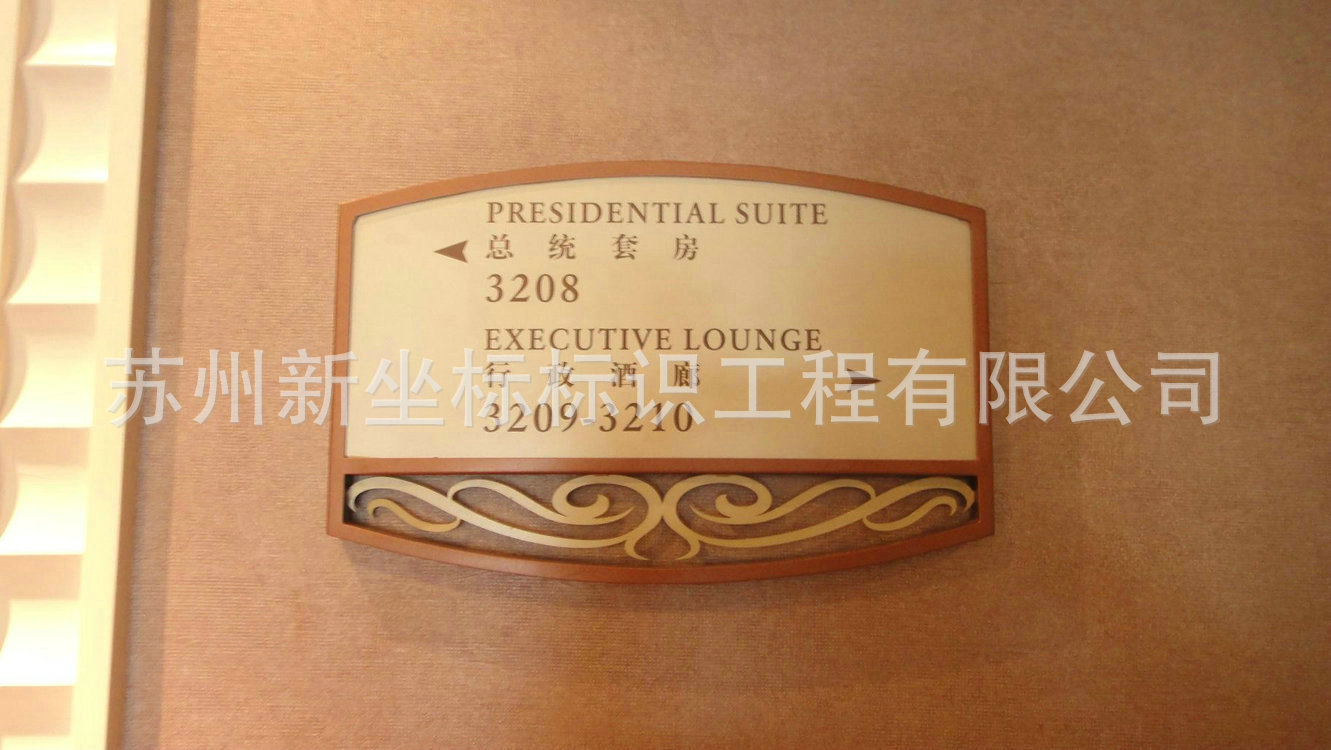 PRESIDENTIAL SUITE
总统套房
3208
EXECUTIVE LOUNGE
行政酒廊
3209 3210
苏州新坐标标识工程有限公司